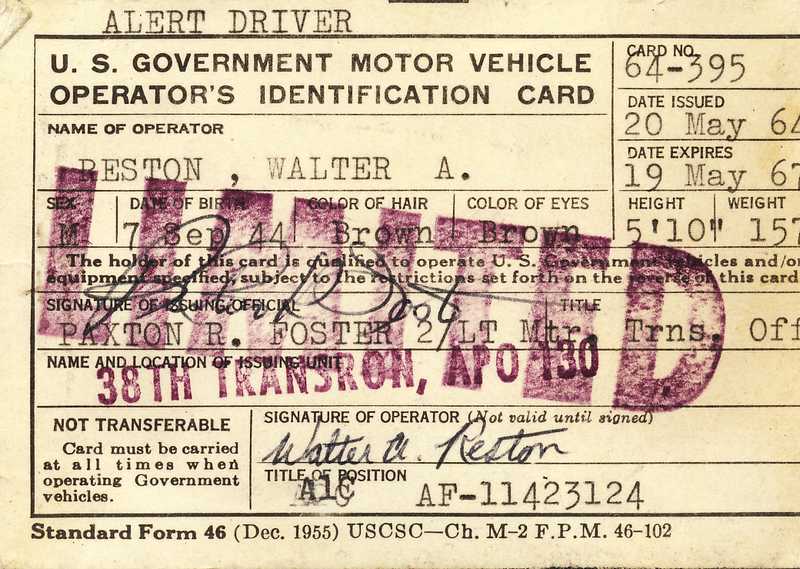 ALERT DRIVER
U. S. GOVERNMENT MOTOR VEHICLE
OPERATOR'S IDENTIFICATION CARD
CARD NO.
64-395
DATE ISSUED
20 May 64
NAME OF OPERATOR
RESTON , WALTER A.
DATE EXPIRES
19 May 67
SEX DATE OF BIRTH COLOR OF HAIR COLOR OF EYES HEIGHT WEIGHT
M 7 Sep 44 Brown Brown 5'10" 157
LIMITED
The holder of this card is qualified to operate U. S. Government vehicles and/or
equipment specified, subject to the restrictions set forth on the reverse of this card
SIGNATURE OF ISSUING OFFICIAL TITLE
PAXTON R. FOSTER 2/LT Mtr. Trns. Off
NAME AND LOCATION OF ISSUING UNIT
38TH TRANSRON, APO 130
NOT TRANSFERABLE
Card must be carried
at all times when
operating Government
vehicles.
SIGNATURE OF OPERATOR (Not valid until signed)
Walter A. Reston
TITLE OF POSITION
A1C AF-11423124
Standard Form 46 (Dec. 1955) USCSC—Ch. M-2 F.P.M. 46-102